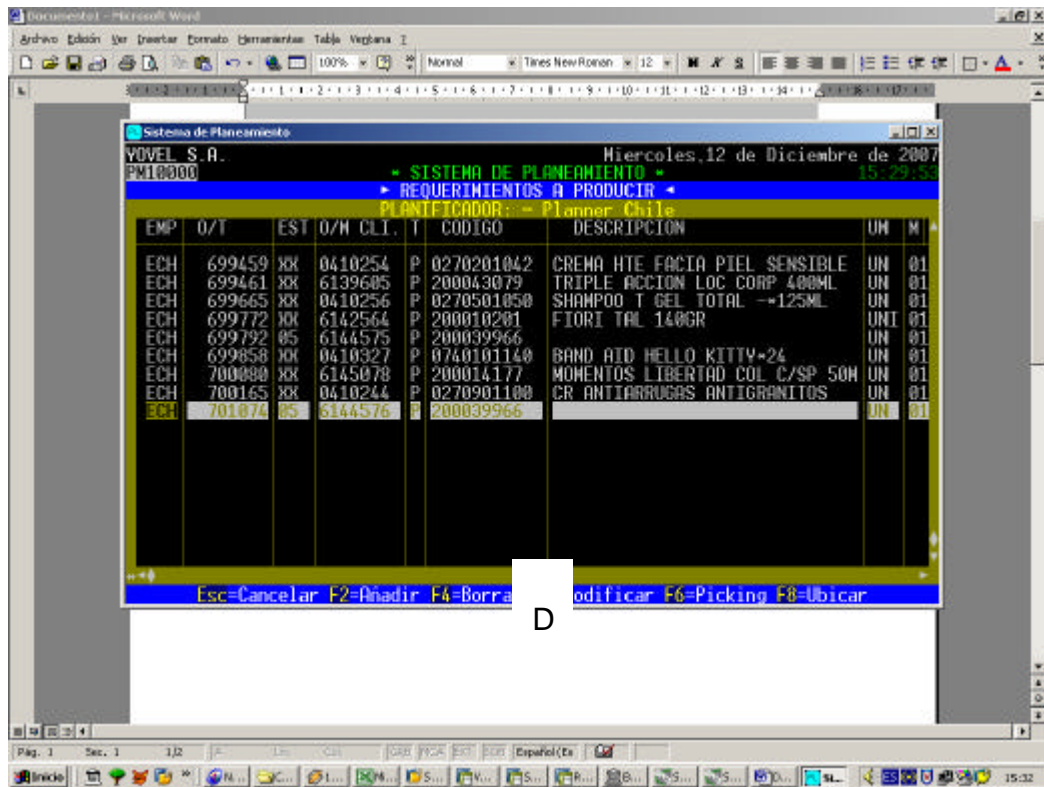 Documento1 - Microsoft Word
Archivo Edición Ver Insertar Formato Herramientas Tabla Ventana ?
100% Normal Times New Roman 12 N K S
Sistema de Planeamiento
YOVEL S.A. Miercoles,12 de Diciembre de 2007
PM10000 SISTEMA DE PLANEAMIENTO 15:29:53
REQUERIMIENTOS A PRODUCIR
PLANIFICADOR: - Planner Chile
EMP O/T EST O/M CLI. T CODIGO DESCRIPCION UM M
ECH 699459 XX 0410254 P 0270201042 CREMA HTE FACIA PIEL SENSIBLE UN 01
ECH 699461 XX 6139605 P 200043079 TRIPLE ACCION LOC CORP 400ML UN 01
ECH 699665 XX 0410256 P 0270501050 SHAMPOO T GEL TOTAL -*125ML UN 01
ECH 699772 XX 6142564 P 200010201 FIORI TAL 140GR UNI 01
ECH 699792 05 6144575 P 200039966 UN 01
ECH 699858 XX 0410327 P 0740101140 BAND AID HELLO KITTY*24 UN 01
ECH 700080 XX 6145078 P 200014177 MOMENTOS LIBERTAD COL C/SP 50M UN 01
ECH 700165 XX 0410244 P 0270901100 CR ANTIARRUGAS ANTIGRANITOS UN 01
ECH 701074 05 6144576 P 200039966 UN 01
Esc=Cancelar F2=Añadir F4=Borra odificar F6=Picking F8=Ubicar
D
Pág. 1 Sec. 1 1/2 Español (Es
Inicio 15:32